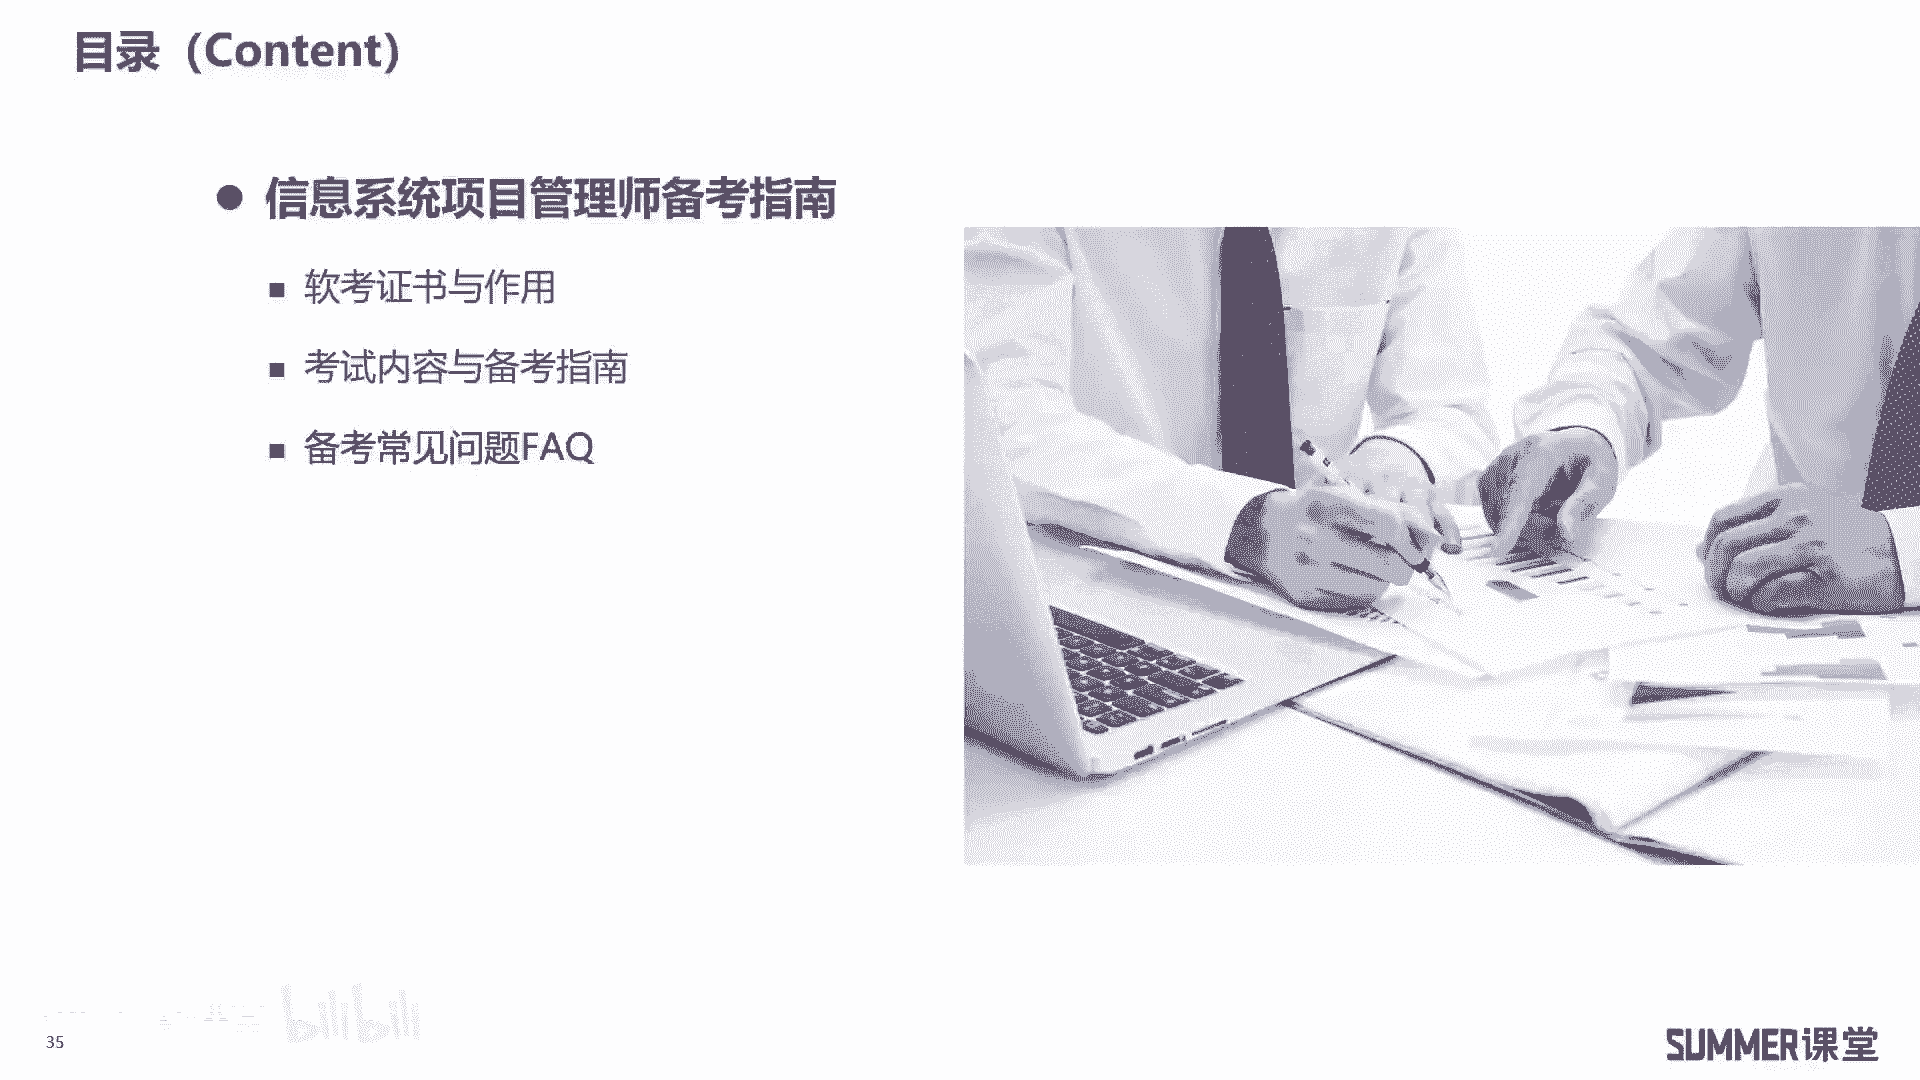 目录（Content）
信息系统项目管理师备考指南
软考证书与作用
考试内容与备考指南
备考常见问题FAQ
bilibili
35
SUMMER课堂